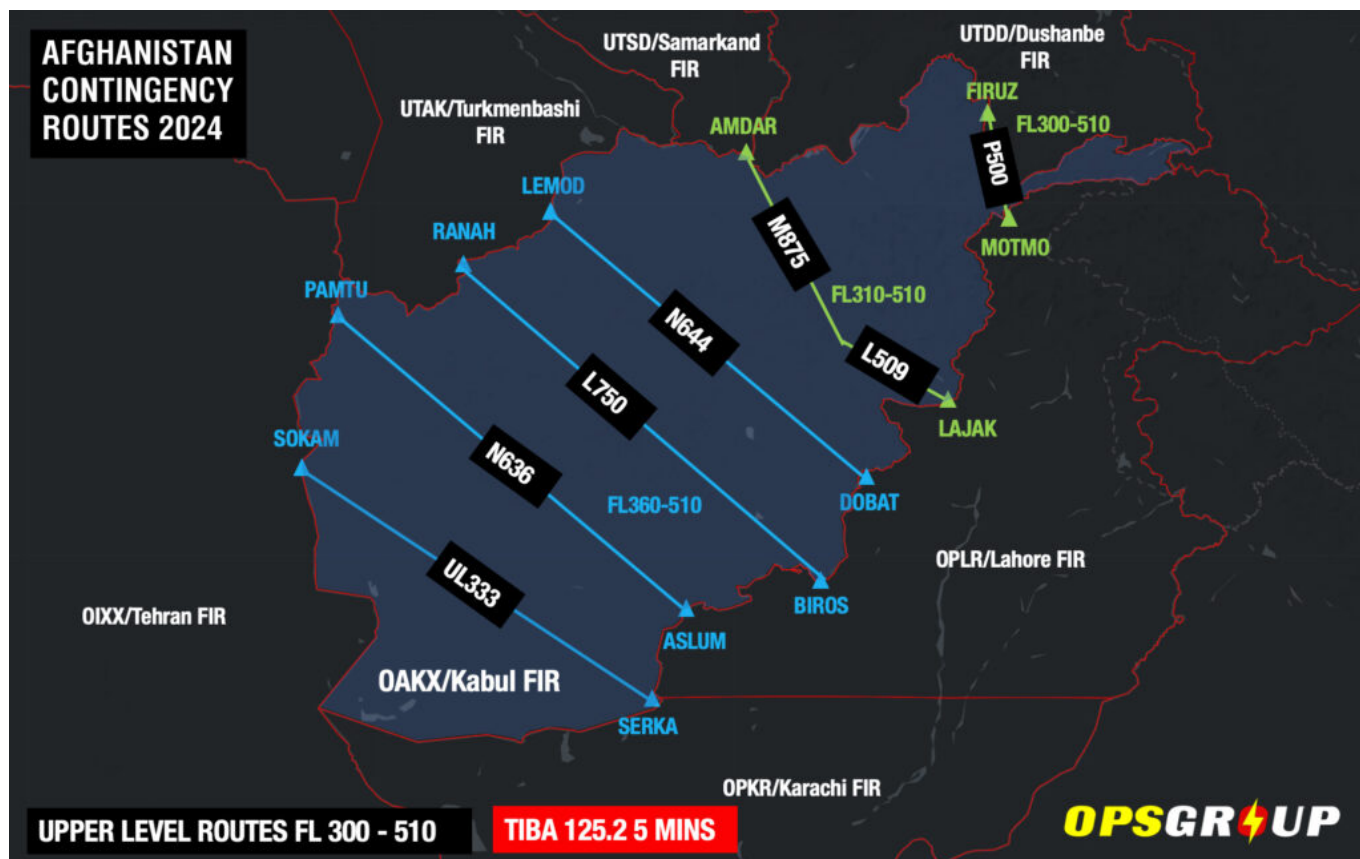 AFGHANISTAN
CONTINGENCY
ROUTES 2024
UTSD/Samarkand
FIR
UTDD/Dushanbe
FIR
UTAK/Turkmenbashi
FIR
FIRUZ
AMDAR
FL300-510
P500
LEMOD
RANAH
M875
MOTMO
PAMTU
FL310-510
N644
L509
L750
LAJAK
SOKAM
N636
FL360-510
DOBAT
UL333
OPLR/Lahore FIR
BIROS
OIXX/Tehran FIR
ASLUM
OAKX/Kabul FIR
SERKA
OPKR/Karachi FIR
UPPER LEVEL ROUTES FL 300 - 510
TIBA 125.2 5 MINS
OPSGROUP